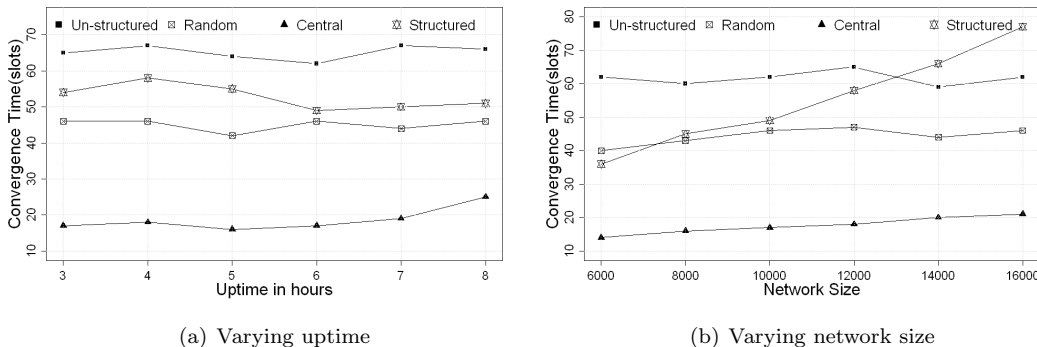 Un-structured Random Central Structured
Convergence Time(slots)
70
60
50
40
30
20
10
3 4 5 6 7 8
Uptime in hours
(a) Varying uptime
Un-structured Random Central Structured
Convergence Time(slots)
80
70
60
50
40
30
20
10
6000 8000 10000 12000 14000 16000
Network Size
(b) Varying network size